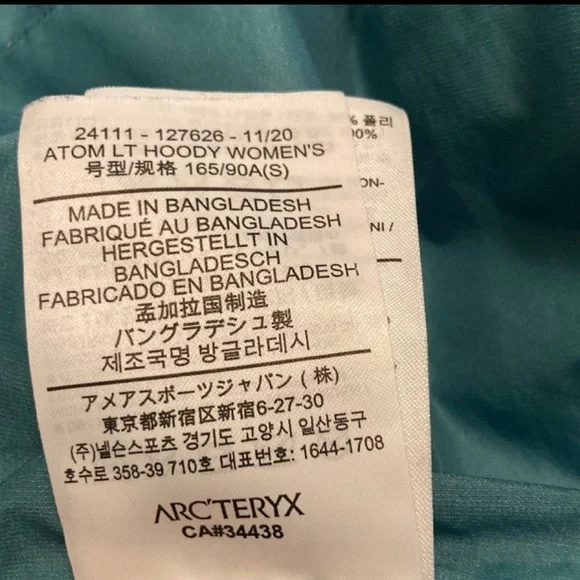 24111 - 127626 - 11/20
ATOM LT HOODY WOMEN'S
号型/规格 165/90A(S)
MADE IN BANGLADESH
FABRIQUÉ AU BANGLADESH
HERGESTELLT IN
BANGLADESCH
FABRICADO EN BANGLADESH
孟加拉国制造
バングラデシュ製
제조국명 방글라데시
アメアスポーツジャパン (株)
東京都新宿区新宿6-27-30
(주)넬슨스포츠 경기도 고양시 일산동구
호수로 358-39 710호 대표번호: 1644-1708
ARC'TERYX
CA#34438
% 폴리
00%
ON-
NI /